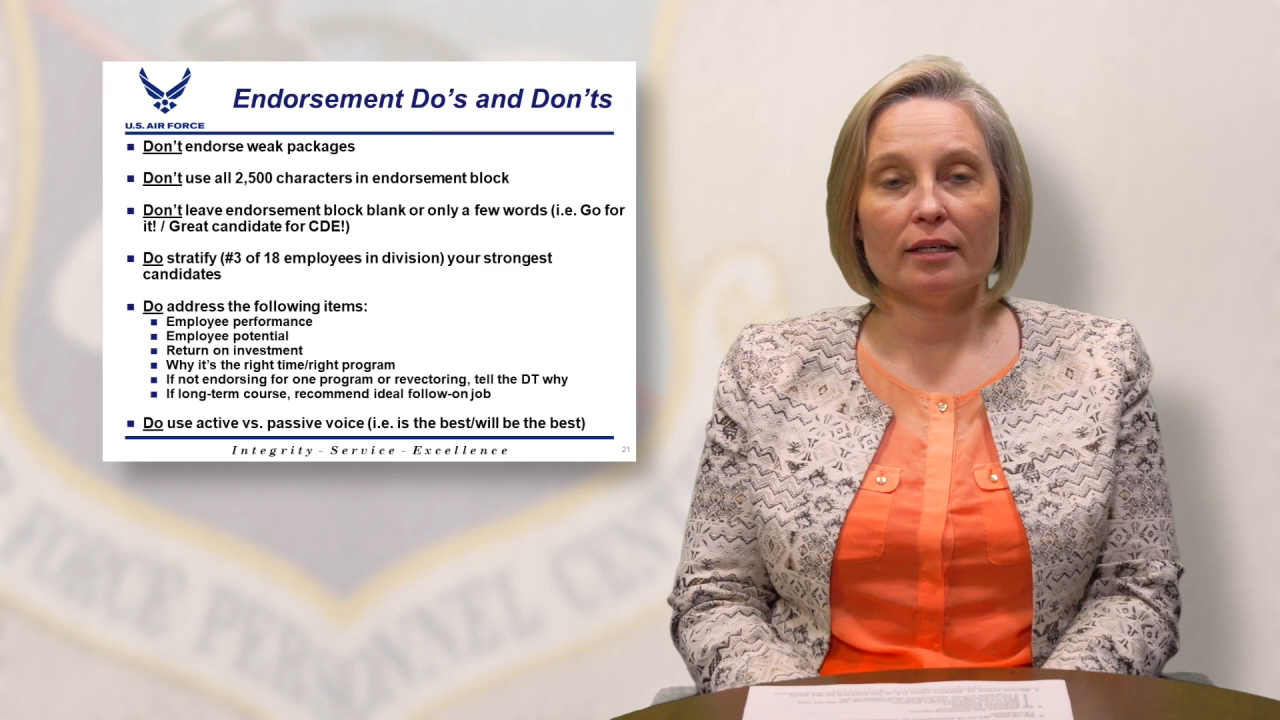 Endorsement Do's and Don'ts
U.S. AIR FORCE
Don't endorse weak packages
Don't use all 2,500 characters in endorsement block
Don't leave endorsement block blank or only a few words (i.e. Go for
it! / Great candidate for CDE!)
Do stratify (#3 of 18 employees in division) your strongest
candidates
Do address the following items:
Employee performance
Employee potential
Return on investment
Why it's the right time/right program
If not endorsing for one program or revectoring, tell the DT why
If long-term course, recommend ideal follow-on job
Do use active vs. passive voice (i.e. is the best/will be the best)
Integrity - Service - Excellence
21
FORCE PERSONNEL CENT